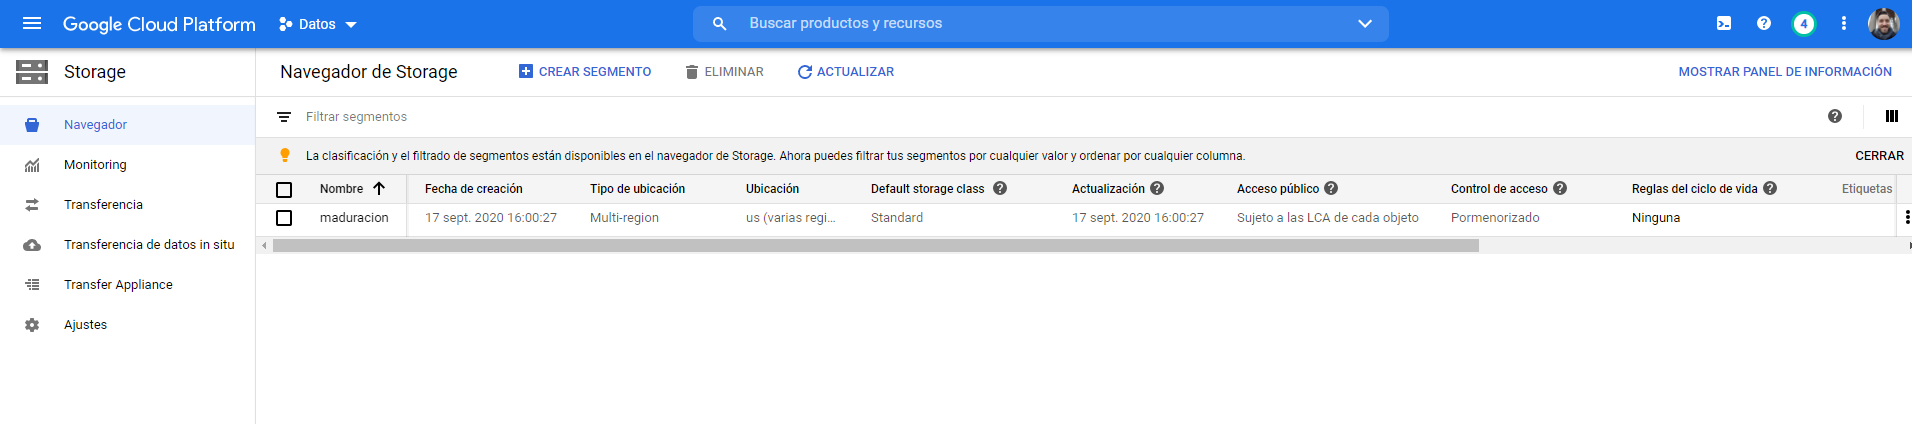 Google Cloud Platform
Datos
Buscar productos y recursos
4
Storage
Navegador de Storage
CREAR SEGMENTO
ELIMINAR
ACTUALIZAR
MOSTRAR PANEL DE INFORMACIÓN
Navegador
Monitoring
Transferencia
Transferencia de datos in situ
Transfer Appliance
Ajustes
Filtrar segmentos
La clasificación y el filtrado de segmentos están disponibles en el navegador de Storage. Ahora puedes filtrar tus segmentos por cualquier valor y ordenar por cualquier columna.
CERRAR
Nombre Fecha de creación Tipo de ubicación Ubicación Default storage class Actualización Acceso público Control de acceso Reglas del ciclo de vida Etiquetas
maduracion 17 sept. 2020 16:00:27 Multi-region us (varias regi... Standard 17 sept. 2020 16:00:27 Sujeto a las LCA de cada objeto Pormenorizado Ninguna